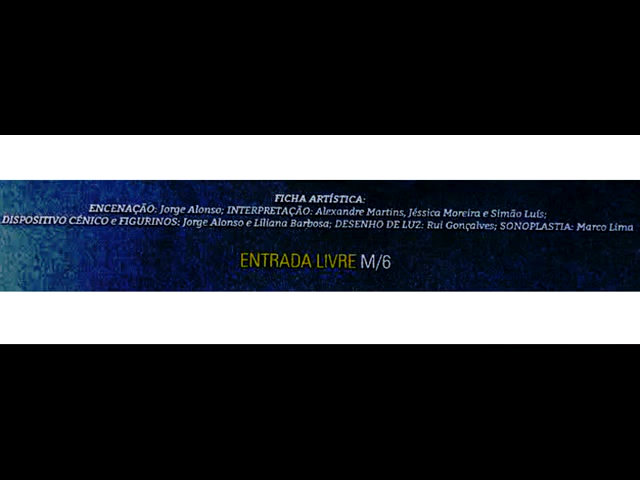 FICHA ARTÍSTICA:
ENCENAÇÃO: Jorge Alonso; INTERPRETAÇÃO: Alexandre Martins, Jéssica Moreira e Simão Luís;
DISPOSITIVO CÉNICO e FIGURINOS: Jorge Alonso e Liliana Barbosa; DESENHO DE LUZ: Rui Gonçalves; SONOPLASTIA: Marco Lima
ENTRADA LIVRE M/6